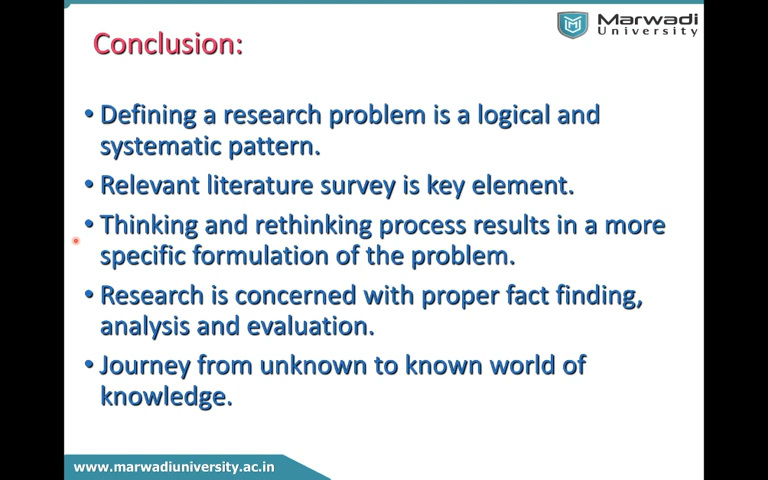 Marwadi
University
Conclusion:
• Defining a research problem is a logical and
systematic pattern.
• Relevant literature survey is key element.
• Thinking and rethinking process results in a more
specific formulation of the problem.
• Research is concerned with proper fact finding,
analysis and evaluation.
• Journey from unknown to known world of
knowledge.
www.marwadiuniversity.ac.in